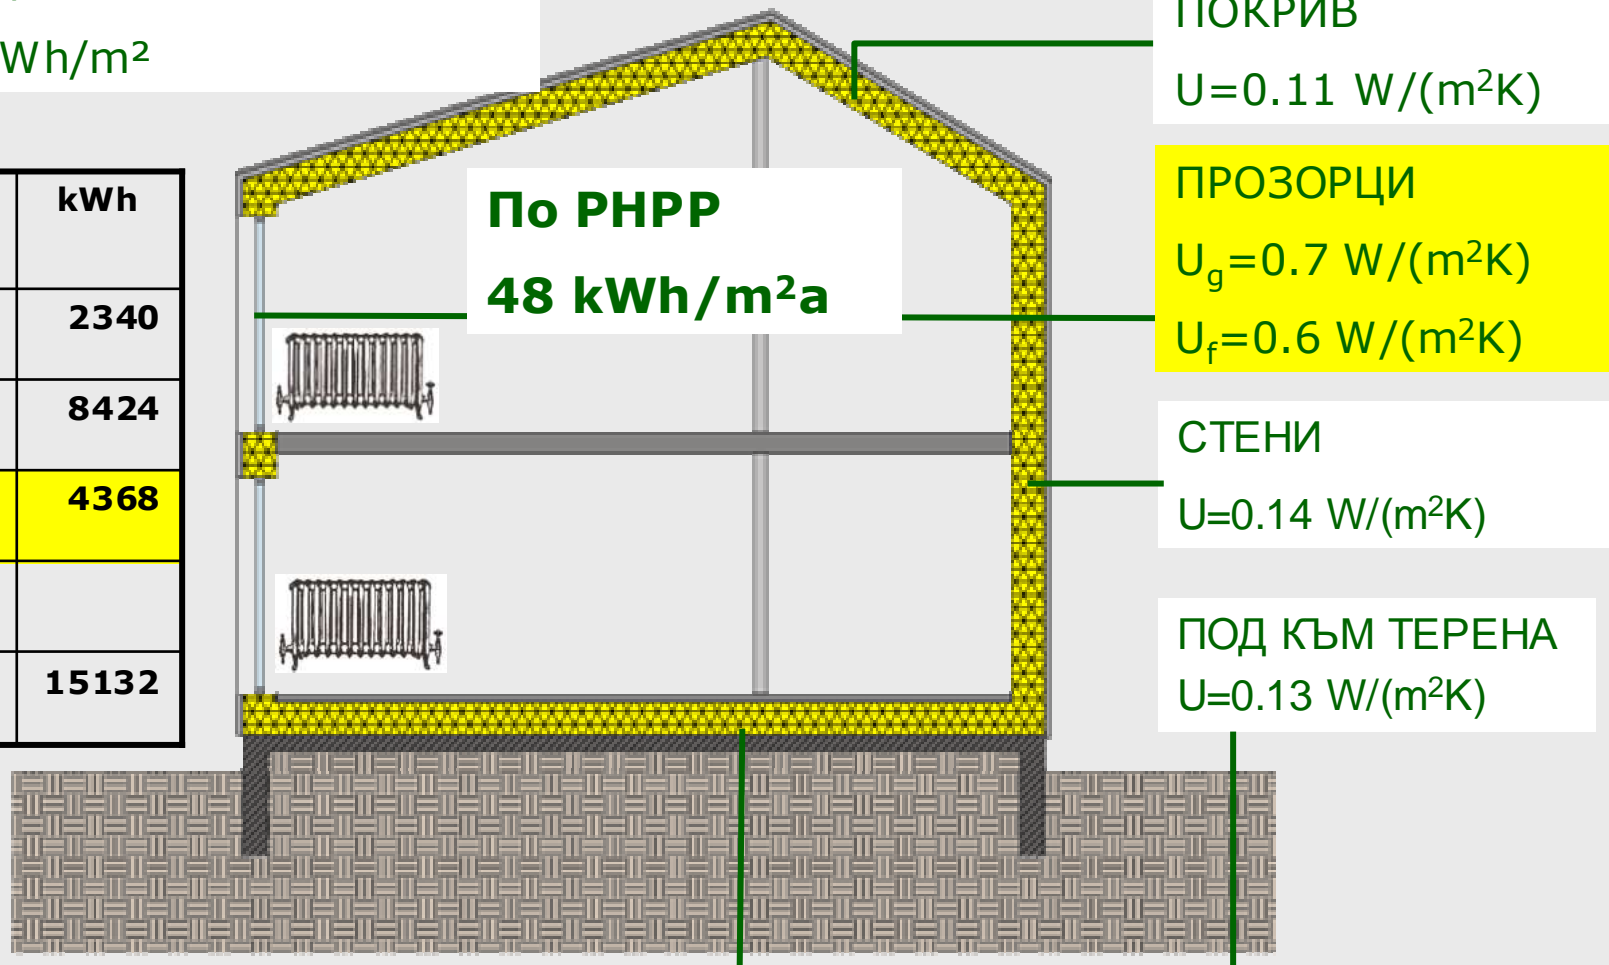 Wh/m²
kWh
2340
8424
4368
15132
По PHPP
48 kWh/m²a
ПОКРИВ
U=0.11 W/(m²K)
ПРОЗОРЦИ
Ug=0.7 W/(m²K)
Uf=0.6 W/(m²K)
СТЕНИ
U=0.14 W/(m²K)
ПОД КЪМ ТЕРЕНА
U=0.13 W/(m²K)